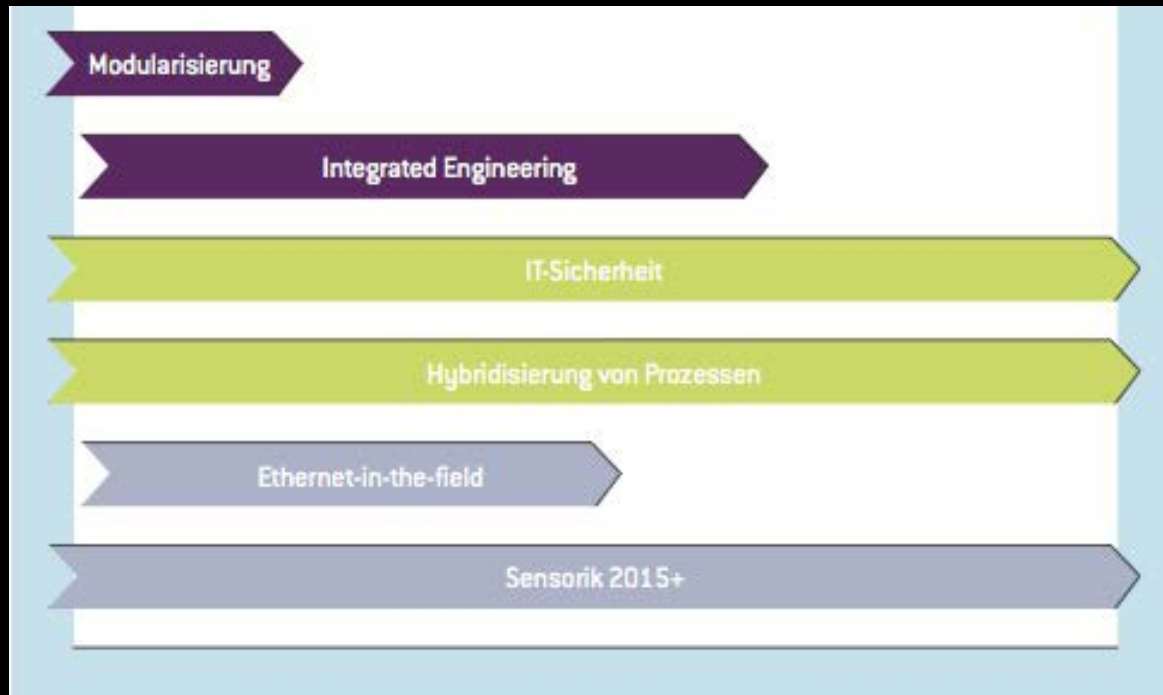 Modularisierung
Integrated Engineering
IT-Sicherheit
Hybridisierung von Prozessen
Ethernet-in-the-field
Sensorik 2015+